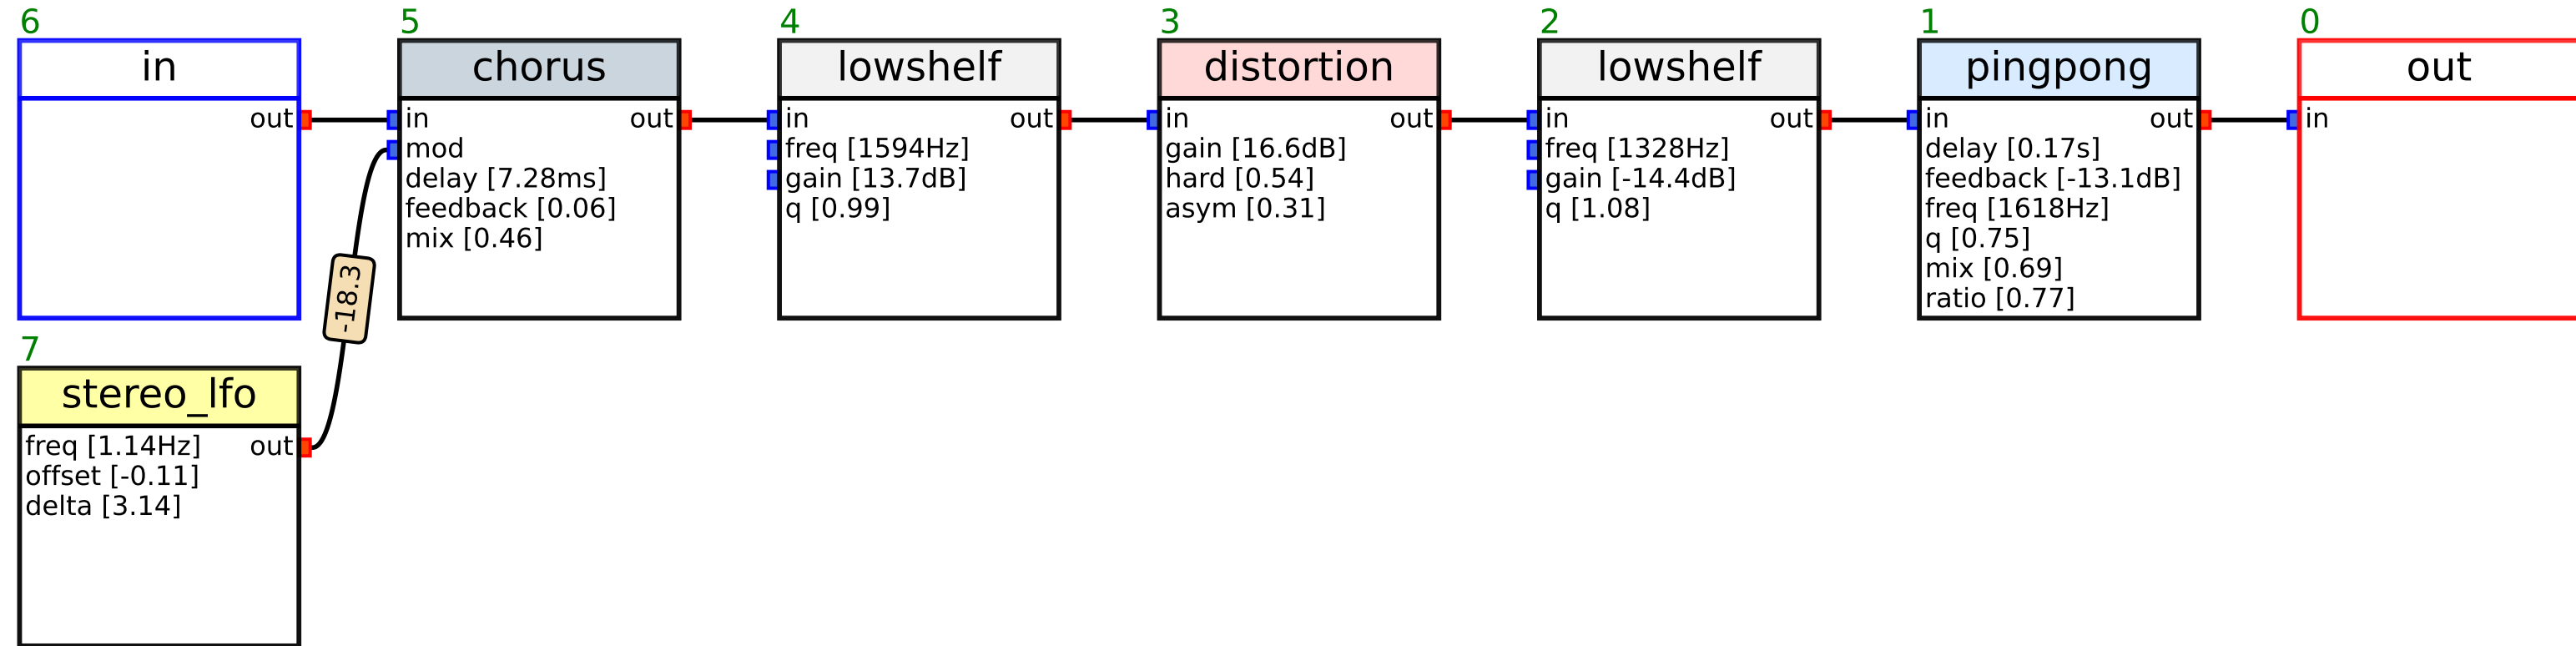 6
in
out
5
chorus
in out
mod
delay [7.28ms]
feedback [0.06]
mix [0.46]
4
lowshelf
in out
freq [1594Hz]
gain [13.7dB]
q [0.99]
3
distortion
in out
gain [16.6dB]
hard [0.54]
asym [0.31]
2
lowshelf
in out
freq [1328Hz]
gain [-14.4dB]
q [1.08]
1
pingpong
in out
delay [0.17s]
feedback [-13.1dB]
freq [1618Hz]
q [0.75]
mix [0.69]
ratio [0.77]
0
out
in
-18.3
7
stereo_lfo
freq [1.14Hz] out
offset [-0.11]
delta [3.14]